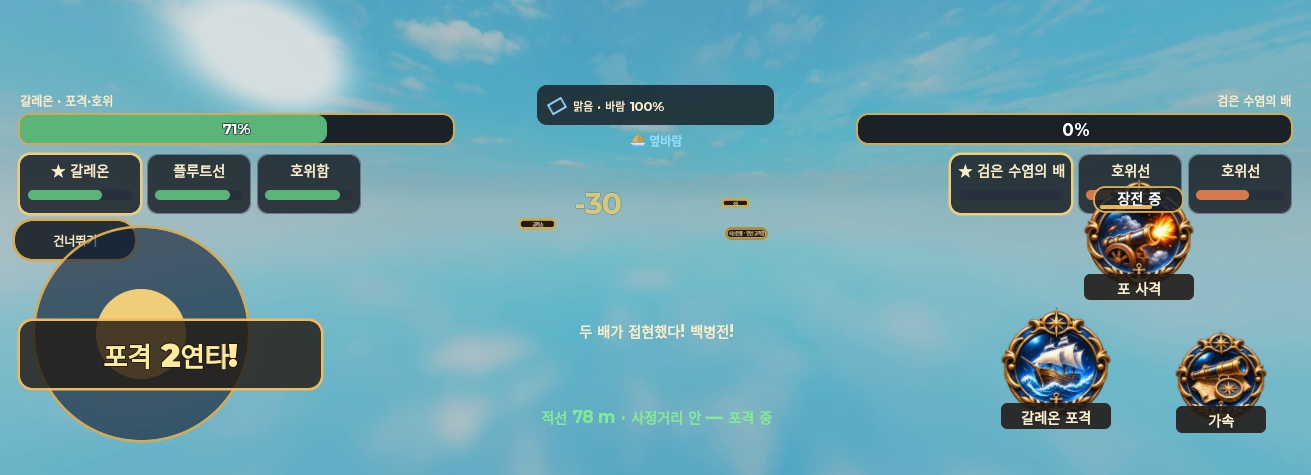 갈레온 · 포격·호위
71%
★ 갈레온
플루트선
호위함
건너뛰기
포격 2연타!
맑음 · 바람 100%
옆바람
-30
두 배가 접현했다! 백병전!
적선 78 m · 사정거리 안 — 포격 중
검은 수염의 배
0%
★ 검은 수염의 배
호위선
호위선
장전 중
포 사격
갈레온 포격
가속